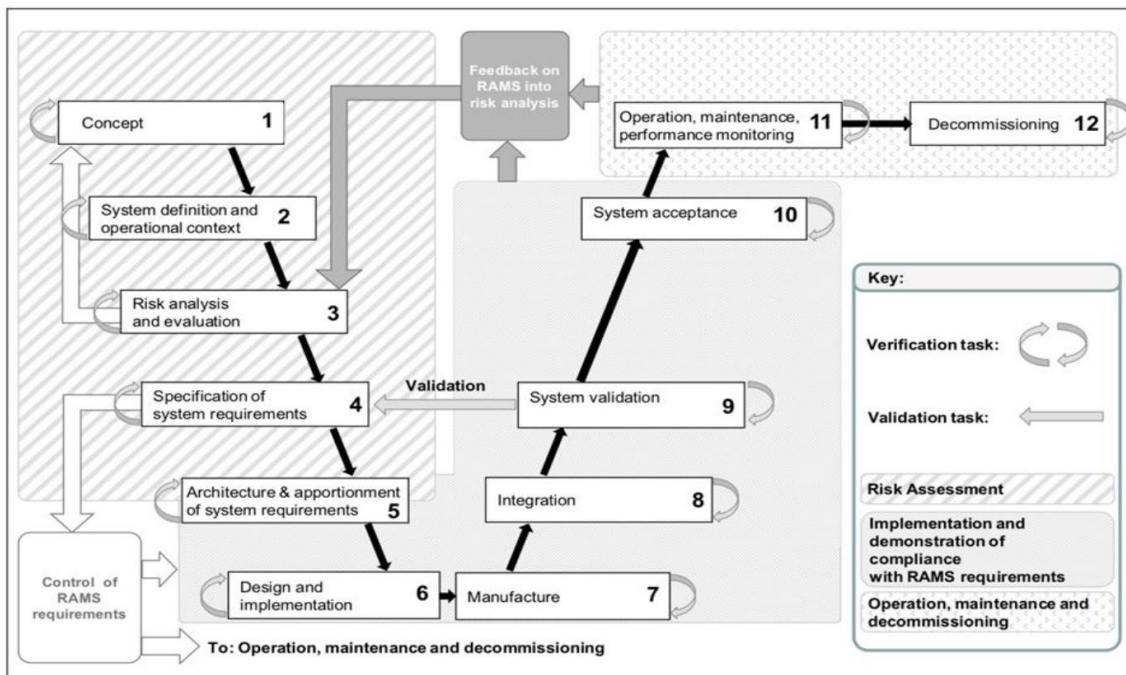 Feedback on
RAMS into
risk analysis
Concept 1
System definition and
operational context 2
Risk analysis
and evaluation 3
Specification of
system requirements 4
Architecture & apportionment
of system requirements 5
Design and
implementation 6
Manufacture 7
Integration 8
System validation 9
Validation
System acceptance 10
Operation, maintenance,
performance monitoring 11
Decommissioning 12
Control of
RAMS
requirements
To: Operation, maintenance and decommissioning
Key:
Verification task:
Validation task:
Risk Assessment
Implementation and
demonstration of
compliance
with RAMS requirements
Operation, maintenance and
decommissioning